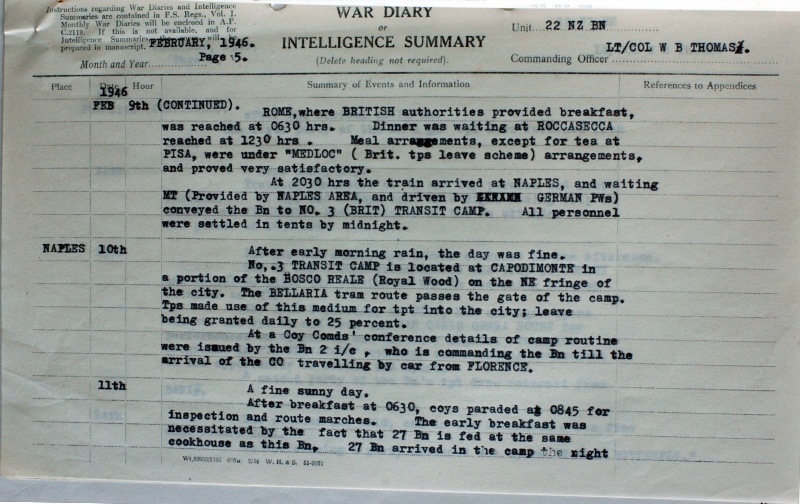 Instructions regarding War Diaries and Intelligence
Summaries are contained in F.S. Regs., Vol. 1.
Monthly War Diaries will be enclosed in A.F.
C.2119. If this is not available, and for
Intelligence Summaries, the cover will be
prepared in manuscript.
WAR DIARY
or
INTELLIGENCE SUMMARY
(Delete heading not required).
Unit 22 NZ BN
Commanding Officer LT/COL W B THOMAS.
FEBRUARY, 1946.
Month and Year Page 5.
Place Date Hour Summary of Events and Information References to Appendices
1946
FEB 9th (CONTINUED). ROME,where BRITISH authorities provided breakfast,
was reached at 0630 hrs. Dinner was waiting at ROCCASECCA
reached at 1230 hrs . Meal arrangements, except for tea at
PISA, were under "MEDLOC" ( Brit. tps leave scheme) arrangements,
and proved very satisfactory.
At 2030 hrs the train arrived at NAPLES, and waiting
MT (Provided by NAPLES AREA, and driven by GERMAN PWs)
conveyed the Bn to NO. 3 (BRIT) TRANSIT CAMP. All personnel
were settled in tents by midnight.
NAPLES 10th After early morning rain, the day was fine.
No,.3 TRANSIT CAMP is located at CAPODIMONTE in
a portion of the BOSCO REALE (Royal Wood) on the NE fringe of
the city. The BELLARIA tram route passes the gate of the camp.
Tps made use of this medium for tpt into the city; leave
being granted daily to 25 percent.
At a Coy Comds' conference details of camp routine
were issued by the Bn 2 i/c , who is commanding the Bn till the
arrival of the CO travelling by car from FLORENCE.
11th A fine sunny day.
After breakfast at 0630, coys paraded at 0845 for
inspection and route marches. The early breakfast was
necessitated by the fact that 27 Bn is fed at the same
cookhouse as this Bn, 27 Bn arrived in the camp the night
W. H. & S.